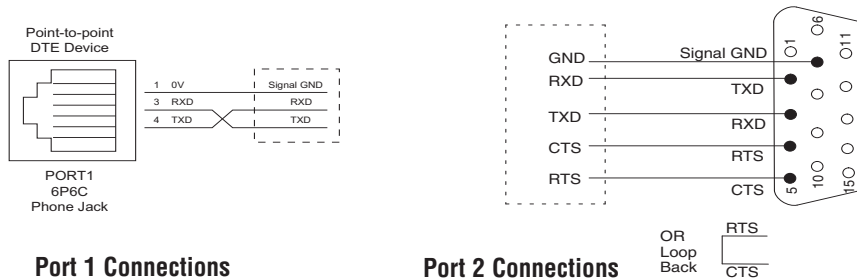 Point-to-point
DTE Device
1 0V Signal GND
3 RXD RXD
4 TXD TXD
PORT1
6P6C
Phone Jack
Port 1 Connections
GND Signal GND
RXD TXD
TXD RXD
CTS RTS
RTS CTS
1
6
11
5
10
15
OR
Loop
Back
RTS
CTS
Port 2 Connections